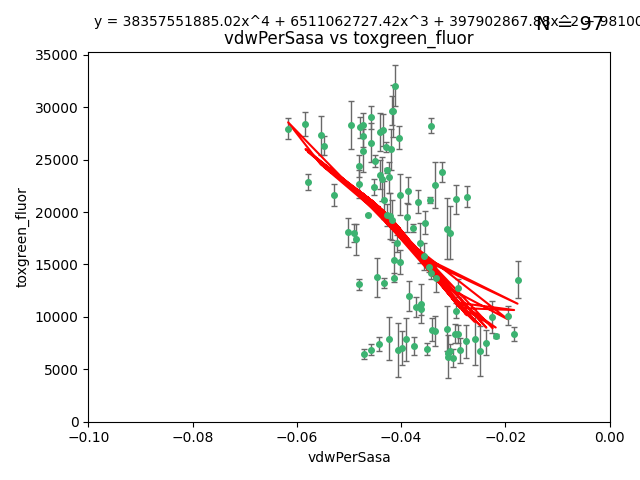 y = 38357551885.02x^4 + 6511062727.42x^3 + 397902867.88x^2 + 98100
N = 97
vdwPerSasa vs toxgreen_fluor
35000
30000
25000
20000
15000
10000
5000
0
toxgreen_fluor
−0.10 −0.08 −0.06 −0.04 −0.02 0.00
vdwPerSasa